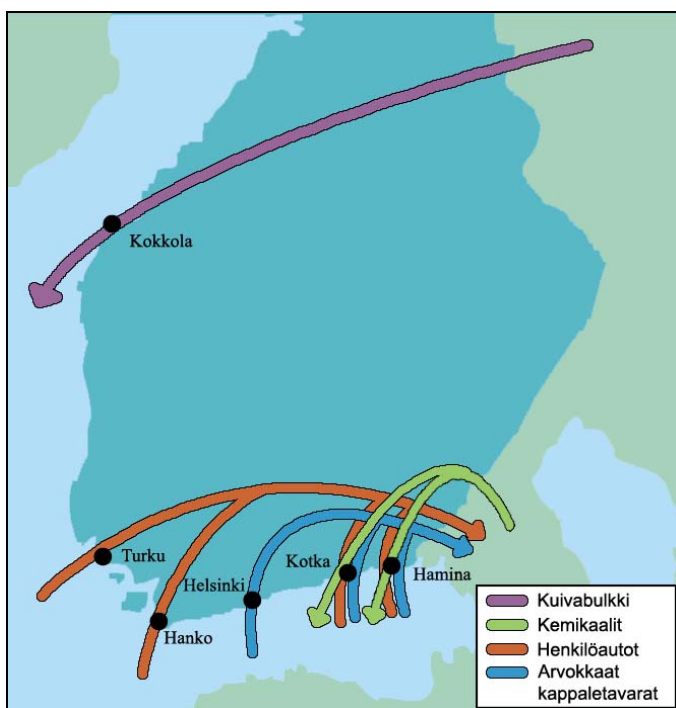 Kokkola
Turku
Helsinki
Kotka
Hamina
Hanko
Kuivabulkki
Kemikaalit
Henkilöautot
Arvokkaat
kappaletavarat